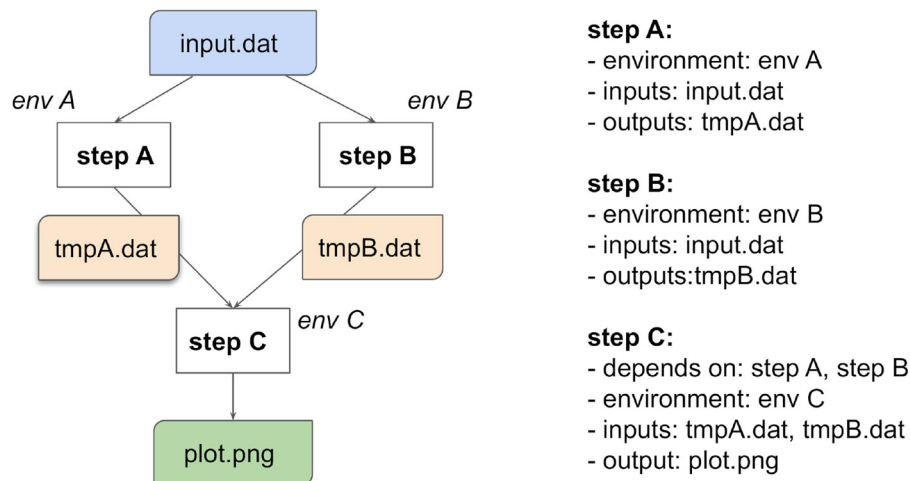 input.dat
env A
env B
step A
step B
tmpA.dat
tmpB.dat
env C
step C
plot.png
step A:
- environment: env A
- inputs: input.dat
- outputs: tmpA.dat
step B:
- environment: env B
- inputs: input.dat
- outputs:tmpB.dat
step C:
- depends on: step A, step B
- environment: env C
- inputs: tmpA.dat, tmpB.dat
- output: plot.png